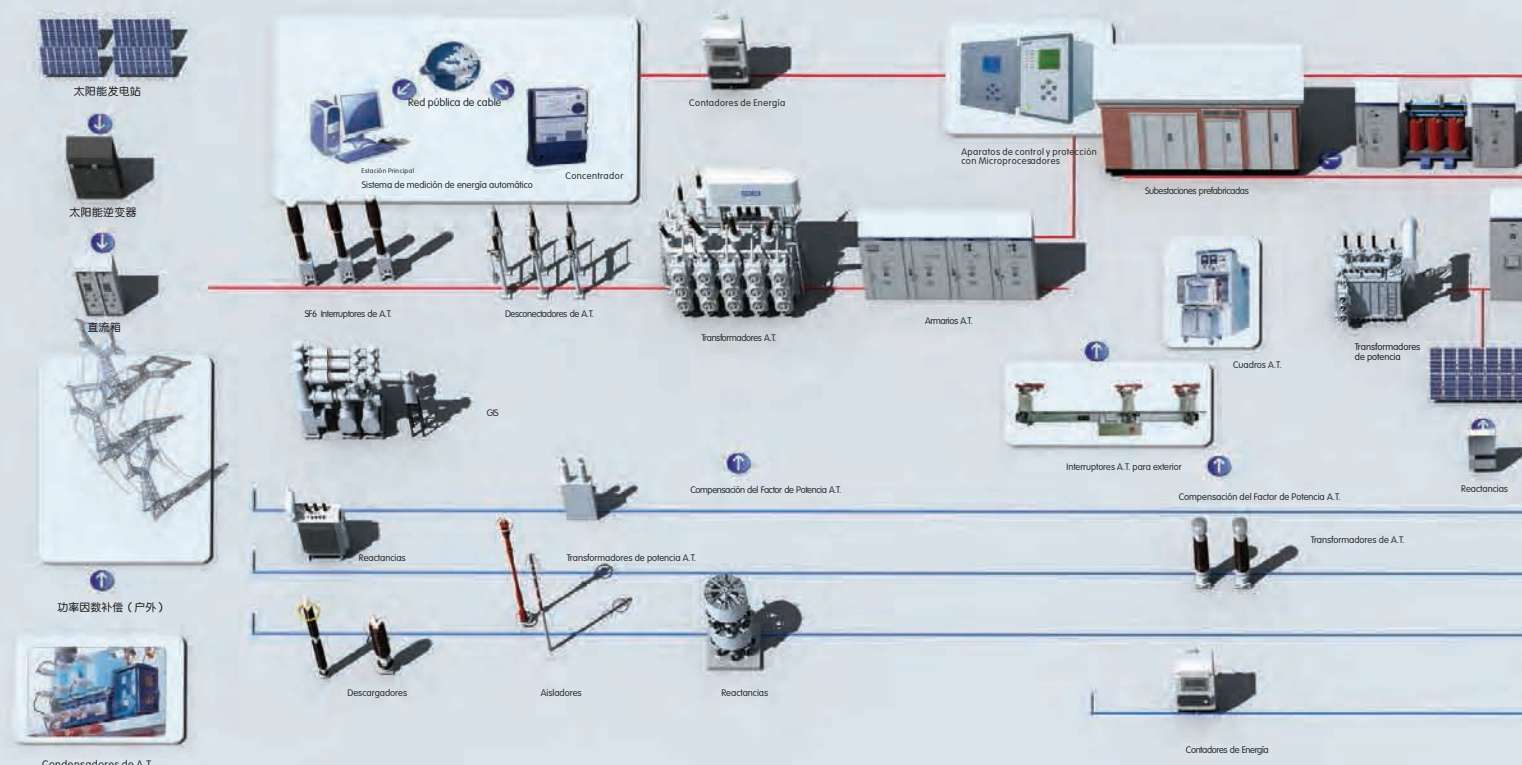 太阳能发电站
太阳能逆变器
直流箱
功率因数补偿（户外）
Condensadores de A.T.
Red pública de cable
Estación Principal
Sistema de medición de energía automático
Concentrador
Contadores de Energía
Aparatos de control y protección
con Microprocesadores
Subestaciones prefabricadas
SF6 Interruptores de A.T.
Desconectadores de A.T.
Transformadores A.T.
Armarios A.T.
Cuadros A.T.
Transformadores
de potencia
GIS
Interruptores A.T. para exterior
Reactancias
Compensación del Factor de Potencia A.T.
Compensación del Factor de Potencia A.T.
Reactancias
Transformadores de potencia A.T.
Transformadores de A.T.
Descargadores
Aisladores
Reactancias
Contadores de Energía